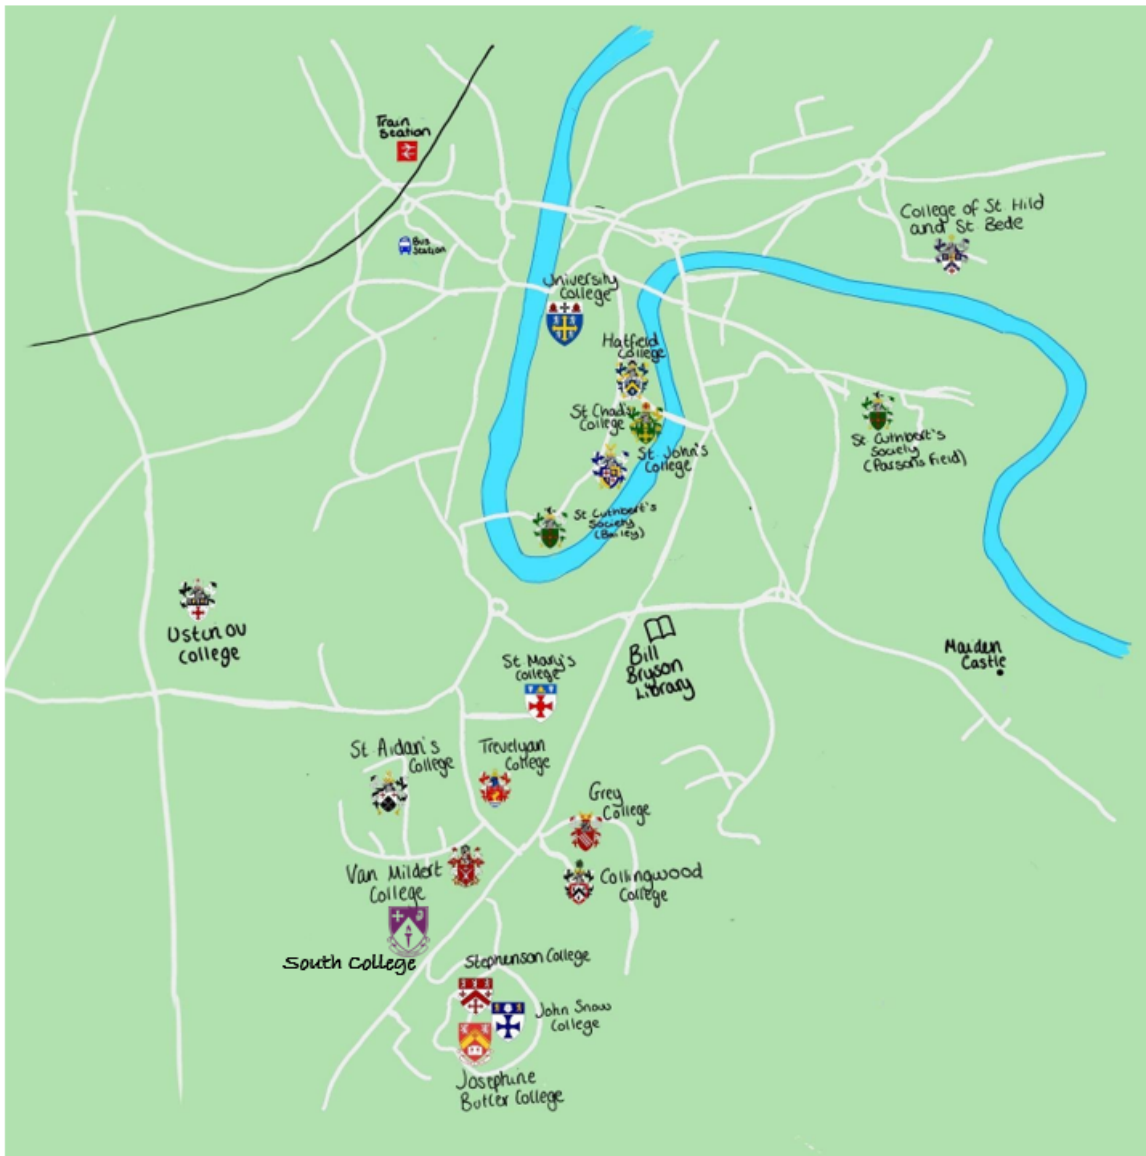 Train
Station
Bus
Station
College of St Hild
and St Bede
University
College
Hatfield
College
St Chad's
College
St John's
College
St Cuthbert's
Society
(Parsons Field)
St Cuthbert's
Society
(Bailey)
Ustinov
College
Maiden
Castle
Bill
Bryson
Library
St Mary's
College
St Aidan's
College
Trevelyan
College
Grey
College
Van Mildert
College
Collingwood
College
South College
Stephenson College
John Snow
College
Josephine
Butler College